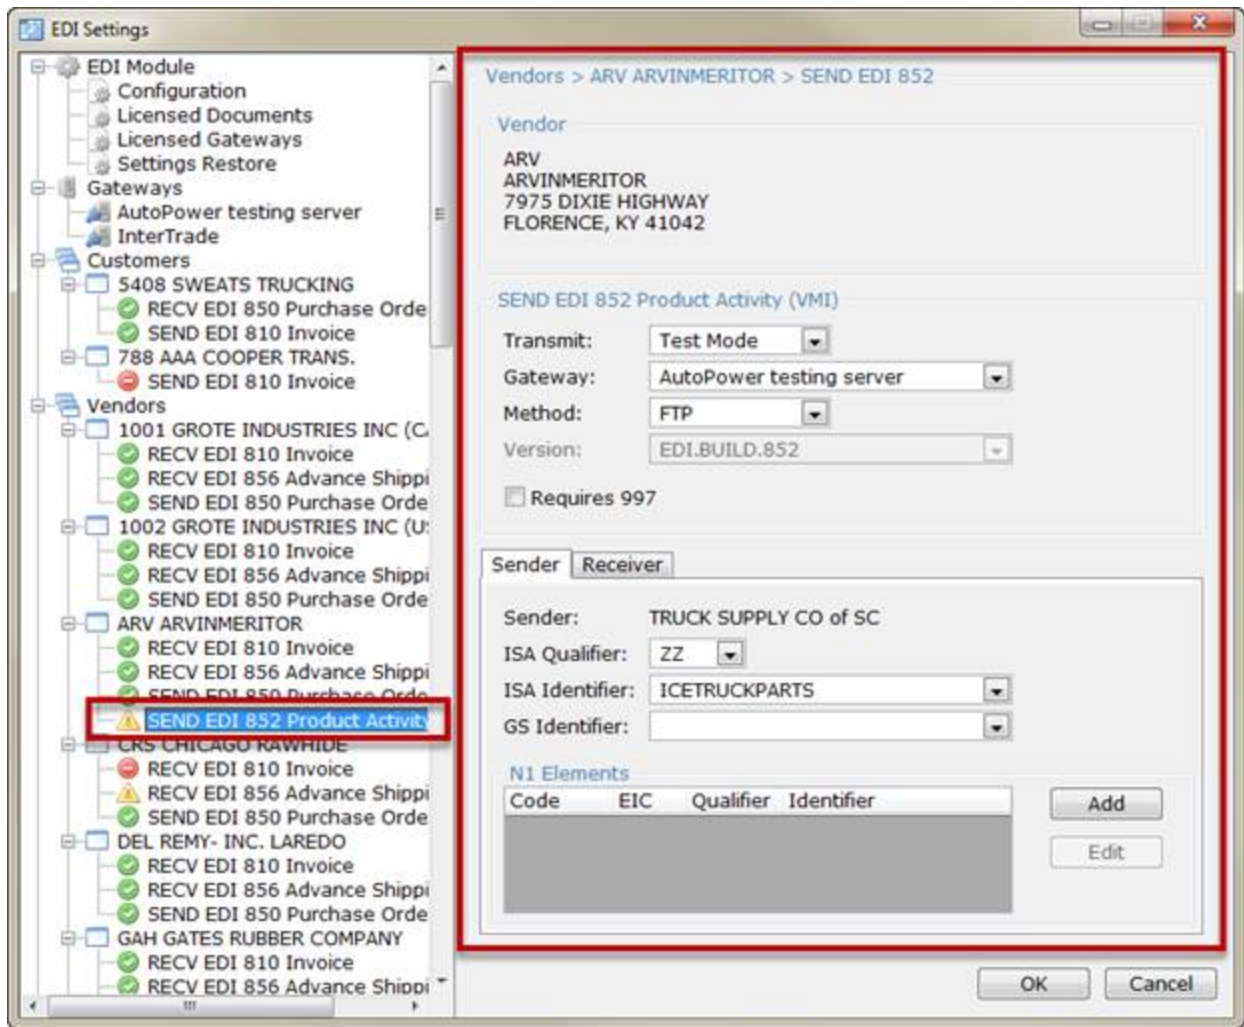 EDI Settings
EDI Module
Configuration
Licensed Documents
Licensed Gateways
Settings Restore
Gateways
AutoPower testing server
InterTrade
Customers
5408 SWEATS TRUCKING
RECV EDI 850 Purchase Orde
SEND EDI 810 Invoice
788 AAA COOPER TRANS.
SEND EDI 810 Invoice
Vendors
1001 GROTE INDUSTRIES INC (CA
RECV EDI 810 Invoice
RECV EDI 856 Advance Shippi
SEND EDI 850 Purchase Orde
1002 GROTE INDUSTRIES INC (US
RECV EDI 810 Invoice
RECV EDI 856 Advance Shippi
SEND EDI 850 Purchase Orde
ARV ARVINMERITOR
RECV EDI 810 Invoice
RECV EDI 856 Advance Shippi
SEND EDI 850 Purchase Orde
SEND EDI 852 Product Activity
CRS CHICAGO RAWHIDE
RECV EDI 810 Invoice
RECV EDI 856 Advance Shippi
SEND EDI 850 Purchase Orde
DEL REMY- INC. LAREDO
RECV EDI 810 Invoice
RECV EDI 856 Advance Shippi
SEND EDI 850 Purchase Orde
GAH GATES RUBBER COMPANY
RECV EDI 810 Invoice
RECV EDI 856 Advance Shippi
Vendors > ARV ARVINMERITOR > SEND EDI 852
Vendor
ARV
ARVINMERITOR
7975 DIXIE HIGHWAY
FLORENCE, KY 41042
SEND EDI 852 Product Activity (VMI)
Transmit: Test Mode
Gateway: AutoPower testing server
Method: FTP
Version: EDI.BUILD.852
Requires 997
Sender Receiver
Sender: TRUCK SUPPLY CO of SC
ISA Qualifier: ZZ
ISA Identifier: ICETRUCKPARTS
GS Identifier:
N1 Elements
Code EIC Qualifier Identifier
Add
Edit
OK Cancel